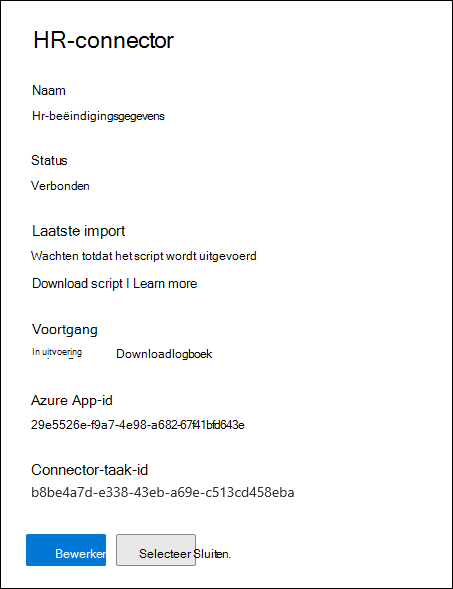 HR-connector
Naam
Hr-beëindigingsgegevens
Status
Verbonden
Laatste import
Wachten totdat het script wordt uitgevoerd
Download script | Learn more
Voortgang
In uitvoering Downloadlogboek
Azure App-id
29e5526e-f9a7-4e98-a682-67f41bfd643e
Connector-taak-id
b8be4a7d-e338-43eb-a69e-c513cd458eba
Bewerken Selecteer Sluiten.